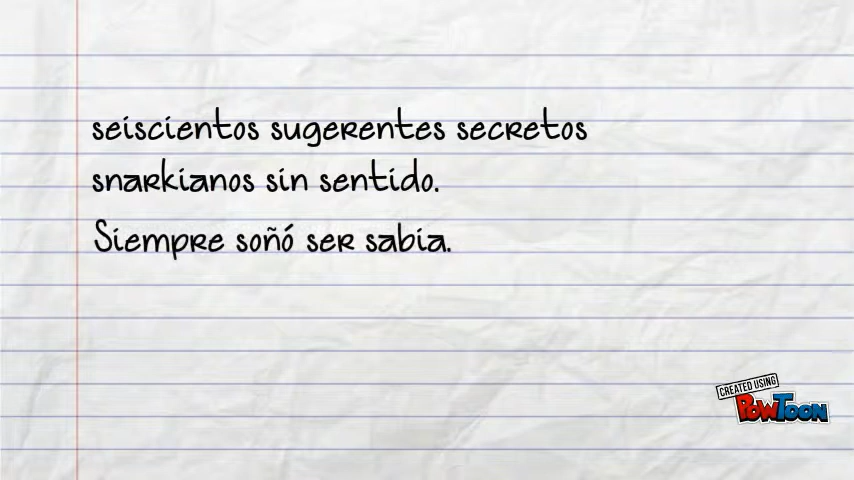 seiscientos sugerentes secretos
snarkianos sin sentido.
Siempre soñó ser sabia.
CREATED USING
POWTOON